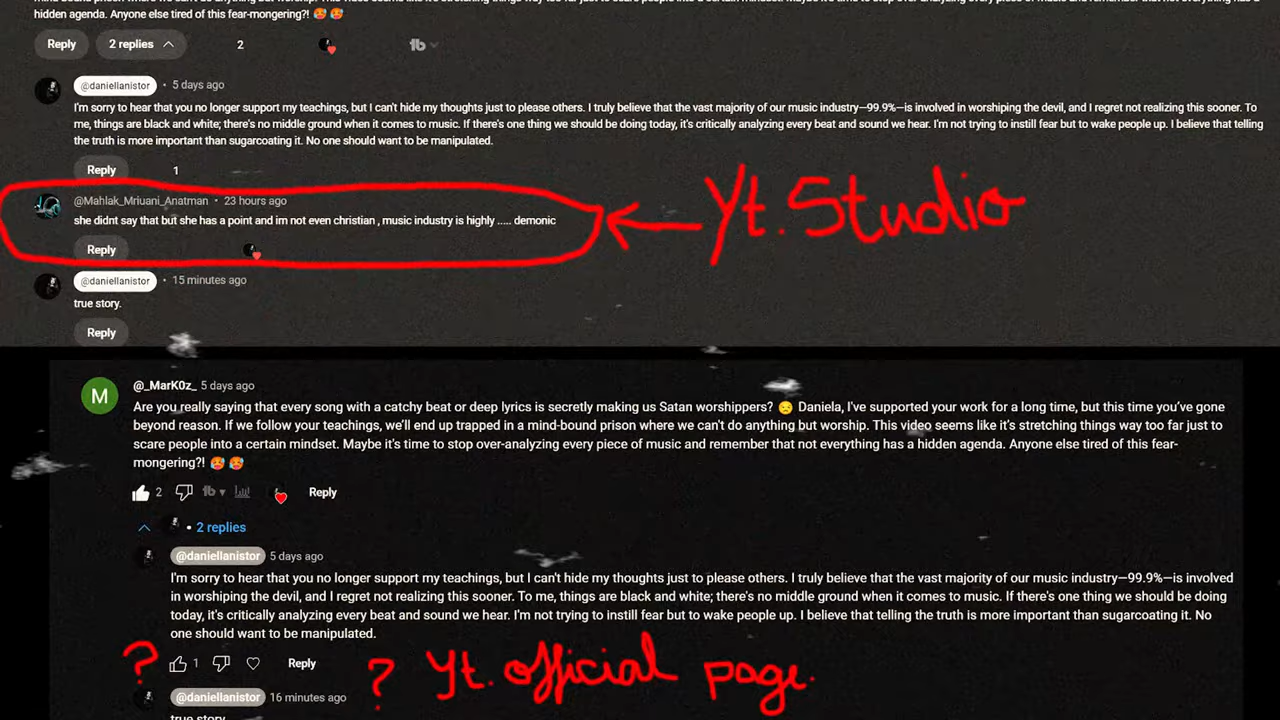 hidden agenda. Anyone else tired of this fear-mongering?! 🥵 🥵
Reply
2 replies
2
tb
@daniellanistor • 5 days ago
I'm sorry to hear that you no longer support my teachings, but I can't hide my thoughts just to please others. I truly believe that the vast majority of our music industry—99.9%—is involved in worshiping the devil, and I regret not realizing this sooner. To
me, things are black and white; there's no middle ground when it comes to music. If there's one thing we should be doing today, it's critically analyzing every beat and sound we hear. I'm not trying to instill fear but to wake people up. I believe that telling
the truth is more important than sugarcoating it. No one should want to be manipulated.
Reply
1
@Mahlak_Mriuani_Anatman • 23 hours ago
she didnt say that but she has a point and im not even christian , music industry is highly ..... demonic
Yt. Studio
Reply
@daniellanistor • 15 minutes ago
true story.
Reply
M
@_MarK0z_ 5 days ago
Are you really saying that every song with a catchy beat or deep lyrics is secretly making us Satan worshippers? 😣 Daniela, I've supported your work for a long time, but this time you've gone
beyond reason. If we follow your teachings, we'll end up trapped in a mind-bound prison where we can't do anything but worship. This video seems like it's stretching things way too far just to
scare people into a certain mindset. Maybe it's time to stop over-analyzing every piece of music and remember that not everything has a hidden agenda. Anyone else tired of this fear-
mongering?! 🥵 🥵
2
tb
Reply
• 2 replies
@daniellanistor 5 days ago
I'm sorry to hear that you no longer support my teachings, but I can't hide my thoughts just to please others. I truly believe that the vast majority of our music industry—99.9%—is involved
in worshiping the devil, and I regret not realizing this sooner. To me, things are black and white; there's no middle ground when it comes to music. If there's one thing we should be doing
today, it's critically analyzing every beat and sound we hear. I'm not trying to instill fear but to wake people up. I believe that telling the truth is more important than sugarcoating it. No
one should want to be manipulated.
?
1
Reply
? Yt. official page.
@daniellanistor 16 minutes ago
true story